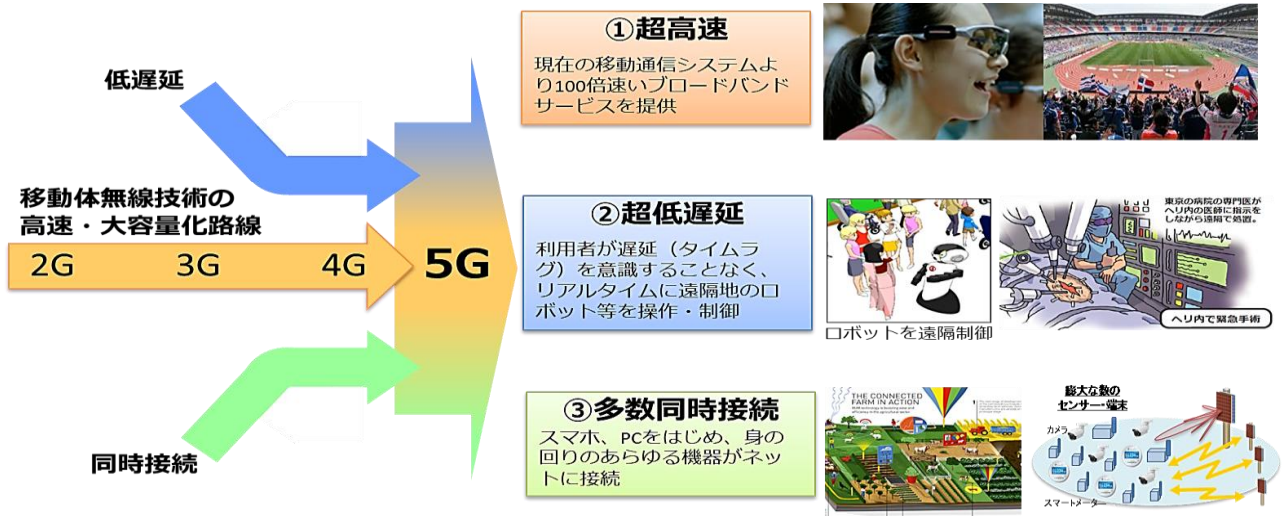 低遅延
移動体無線技術の
高速・大容量化路線
2G 3G 4G 5G
同時接続
①超高速
現在の移動通信システムよ
り100倍速いブロードバンド
サービスを提供
②超低遅延
利用者が遅延（タイムラ
グ）を意識することなく、
リアルタイムに遠隔地のロ
ボット等を操作・制御
ロボットを遠隔制御
東京の病院の専門医が
ヘリ内の医師に指示を
しながら遠隔で処置。
ヘリ内で緊急手術
③多数同時接続
スマホ、PCをはじめ、身の
回りのあらゆる機器がネッ
トに接続
THE CONNECTED
FARM IN ACTION
膨大な数の
センサー・端末
カメラ
スマートメーター